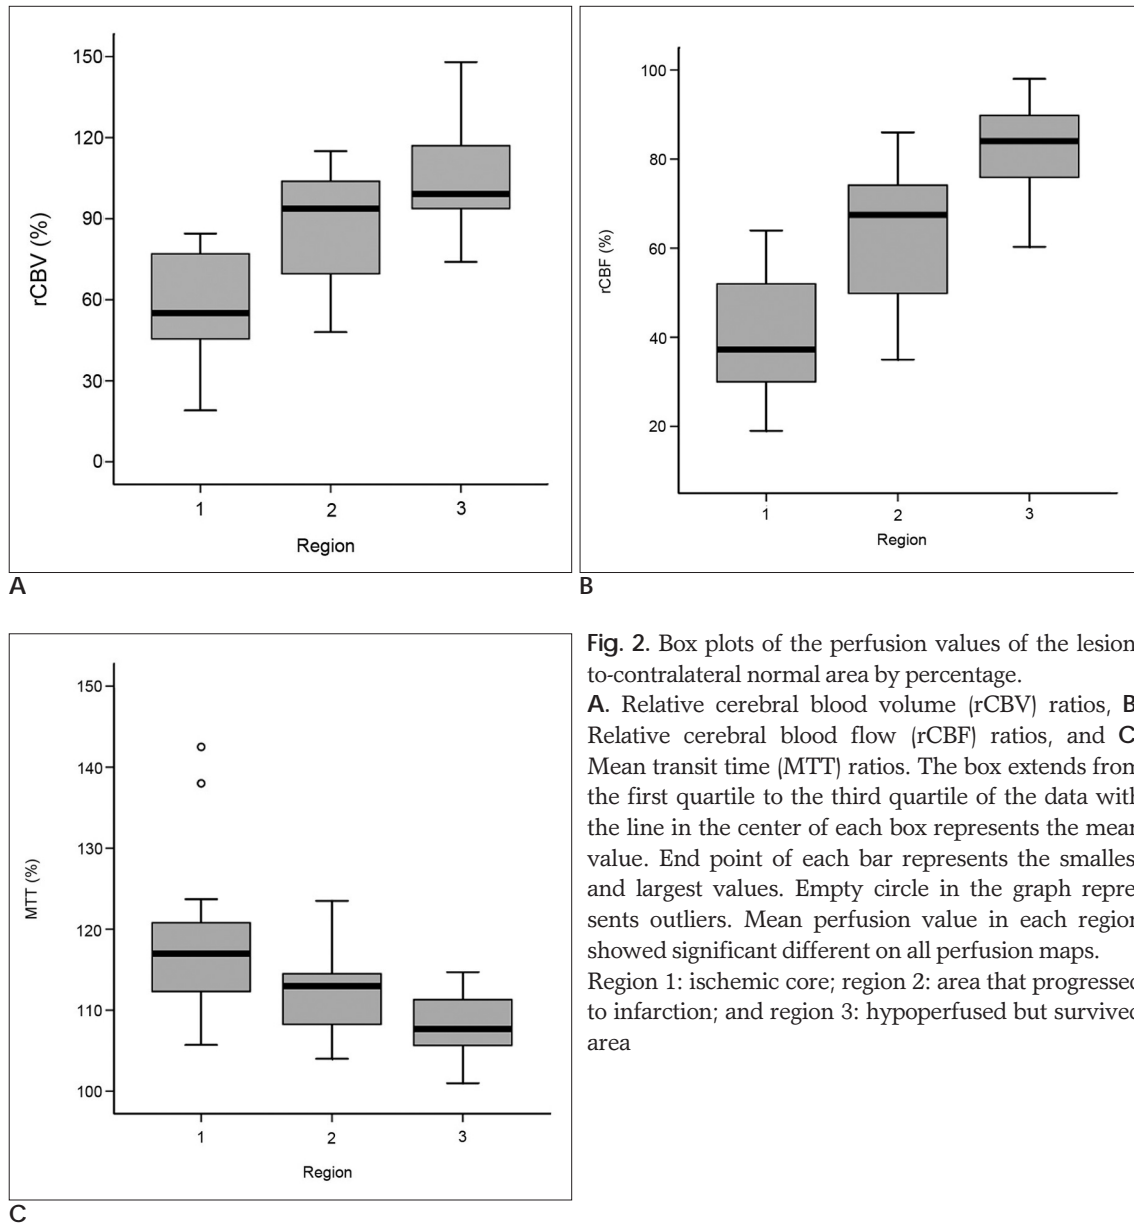 150
120
90
60
30
0
rCBV (%)
1 2 3
Region
A
100
80
60
40
20
rCBF (%)
1 2 3
Region
B
150
140
130
120
110
100
MTT (%)
1 2 3
Region
C
Fig. 2. Box plots of the perfusion values of the lesion
to-contralateral normal area by percentage.
A. Relative cerebral blood volume (rCBV) ratios, B
Relative cerebral blood flow (rCBF) ratios, and C
Mean transit time (MTT) ratios. The box extends from
the first quartile to the third quartile of the data with
the line in the center of each box represents the mean
value. End point of each bar represents the smalles
and largest values. Empty circle in the graph repre
sents outliers. Mean perfusion value in each region
showed significant different on all perfusion maps.
Region 1: ischemic core; region 2: area that progressed
to infarction; and region 3: hypoperfused but survived
area